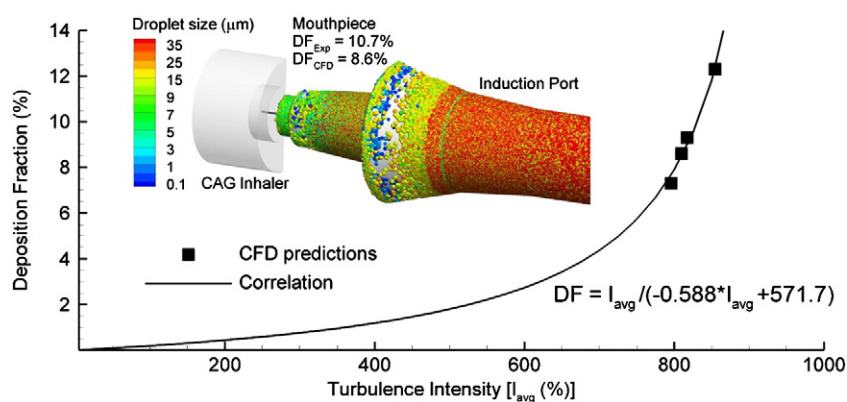 Droplet size (μm)
35
25
15
9
7
5
3
1
0.1
Mouthpiece
DF_Exp = 10.7%
DF_CFD = 8.6%
Induction Port
CAG Inhaler
Deposition Fraction (%)
14
12
10
8
6
4
2
CFD predictions
Correlation
DF = I_avg/(-0.588*I_avg +571.7)
200
400
600
800
1000
Turbulence Intensity [I_avg (%)]